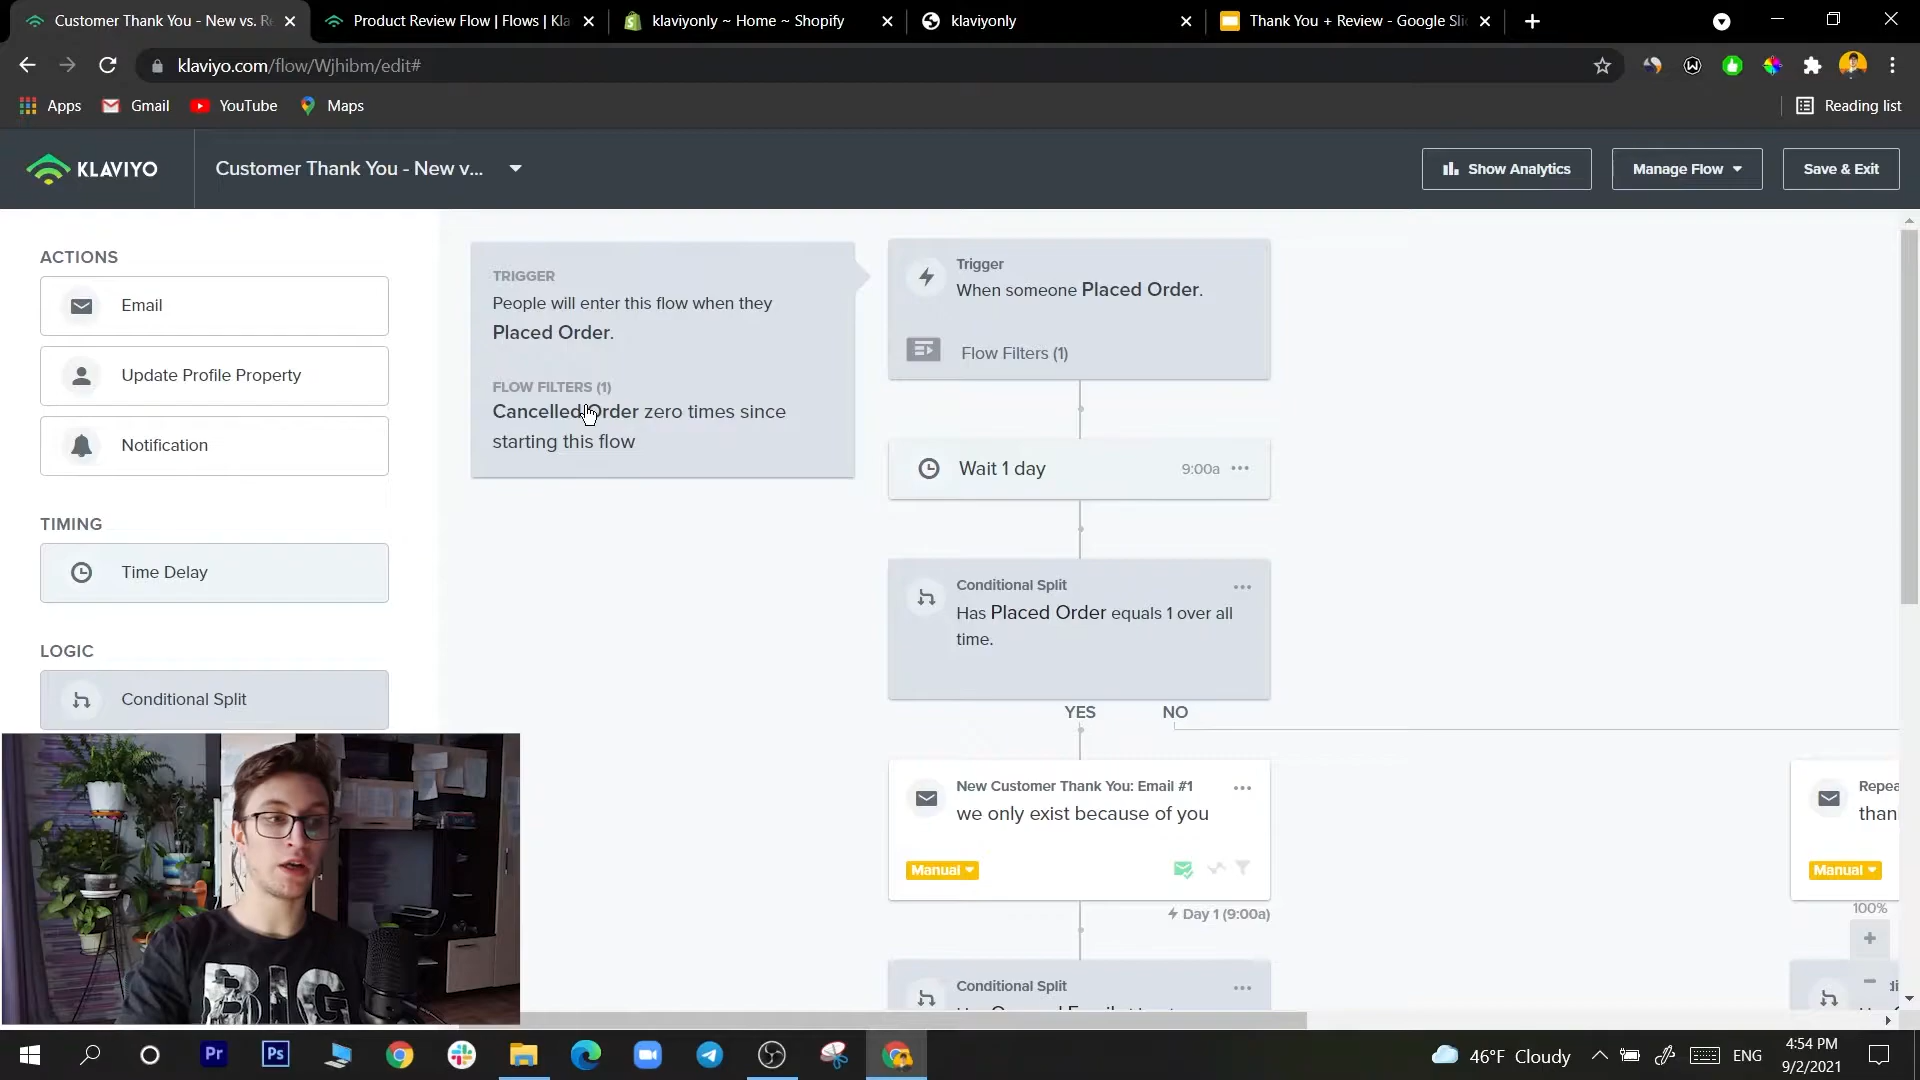 Customer Thank You - New vs. Re
Product Review Flow | Flows | Kla
klaviyonly ~ Home ~ Shopify
klaviyonly
Thank You + Review - Google Sli
klaviyo.com/flow/Wjhibm/edit#
Apps
Gmail
YouTube
Maps
Reading list
KLAVIYO
Customer Thank You - New v...
Show Analytics
Manage Flow
Save & Exit
ACTIONS
Email
Update Profile Property
Notification
TIMING
Time Delay
LOGIC
Conditional Split
TRIGGER
People will enter this flow when they
Placed Order.
FLOW FILTERS (1)
Cancelled Order zero times since
starting this flow
Trigger
When someone Placed Order.
Flow Filters (1)
Wait 1 day
9:00a
Conditional Split
Has Placed Order equals 1 over all
time.
YES
NO
New Customer Thank You: Email #1
we only exist because of you
Manual
Day 1 (9:00a)
Conditional Split
Repea
than
Manual
100%
BIG
Pr
Ps
46°F Cloudy
ENG
4:54 PM
9/2/2021